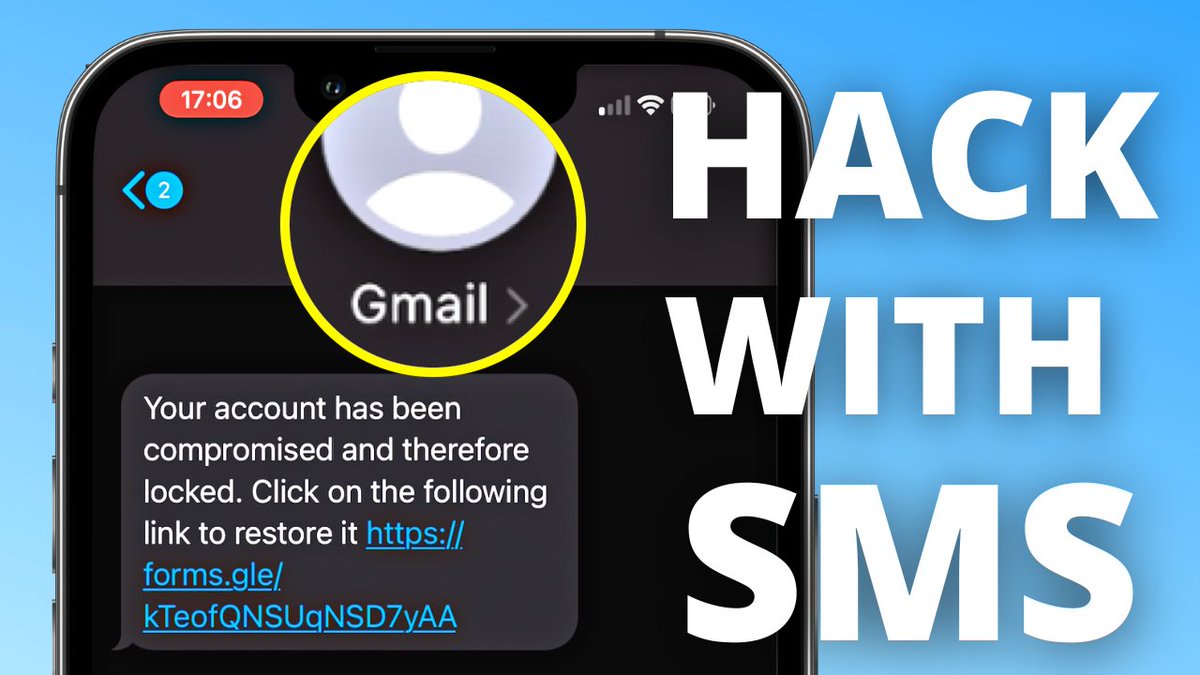 17:06
2
Gmail
Your account has been
compromised and therefore
locked. Click on the following
link to restore it https://
forms.gle/
kTeofQNSUqNSD7yAA
HACK
WITH
SMS